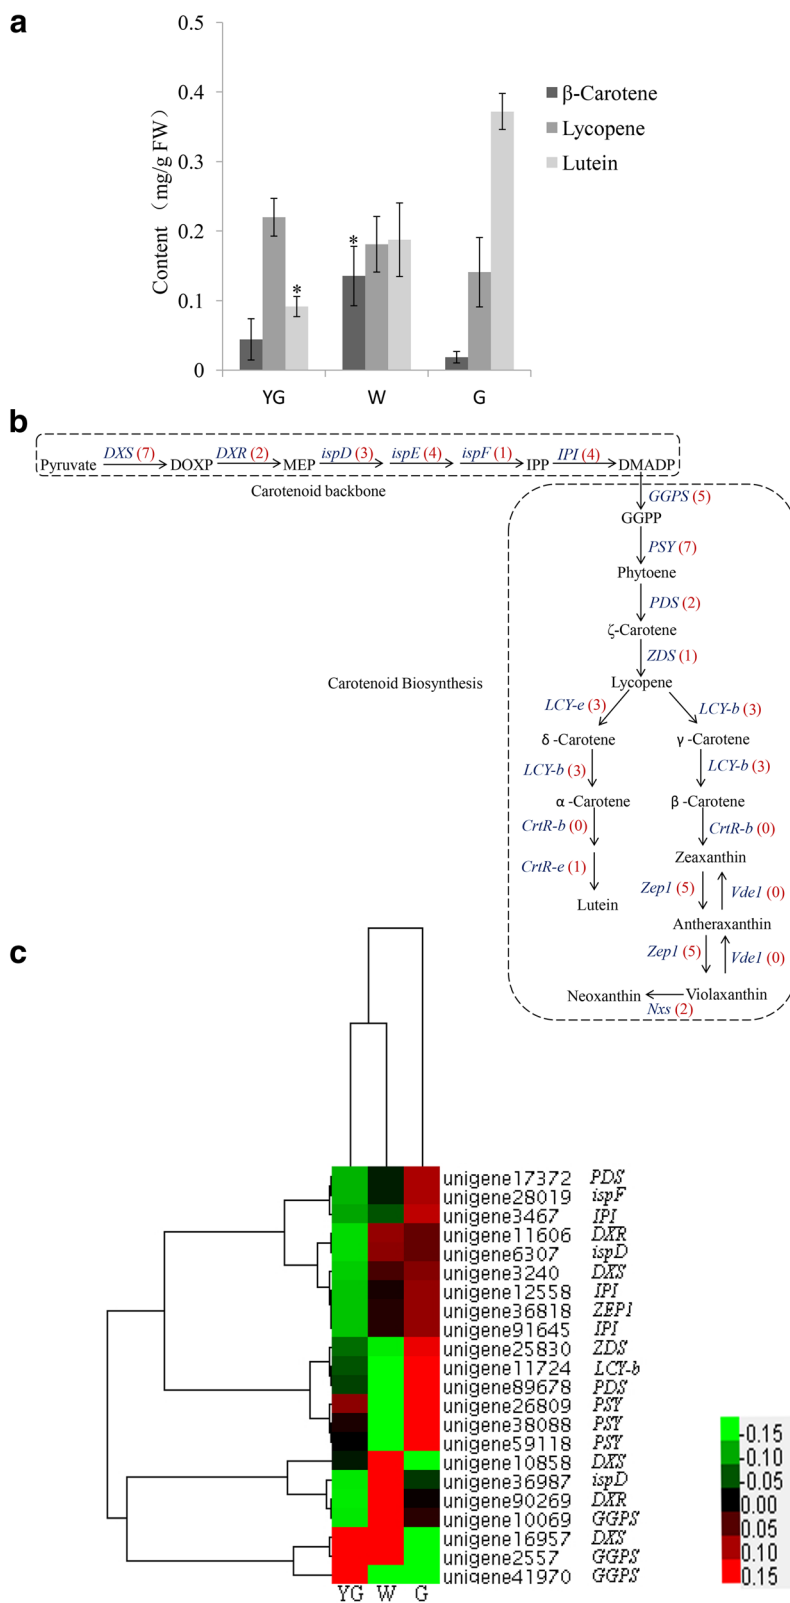 a
0.5
0.4
0.3
0.2
0.1
0
Content (mg/g FW)
*
*
YG
W
G
β-Carotene
Lycopene
Lutein
b
Pyruvate DXS (7) DOXP DXR (2) MEP ispD (3) ispE (4) ispF (1) IPP IPI (4) DMADP
Carotenoid backbone
GGPS (5)
GGPP
PSY (7)
Phytoene
PDS (2)
ζ-Carotene
ZDS (1)
Carotenoid Biosynthesis
Lycopene
LCY-e (3) LCY-b (3)
δ -Carotene γ -Carotene
LCY-b (3) LCY-b (3)
α -Carotene β -Carotene
CrtR-b (0) CrtR-b (0)
Zeaxanthin
CrtR-e (1)
Zep1 (5) Vde1 (0)
Lutein
Antheraxanthin
Zep1 (5) Vde1 (0)
Neoxanthin Violaxanthin
Nxs (2)
c
unigene17372 PDS
unigene28019 ispF
unigene3467 IPI
unigene11606 DXR
unigene6307 ispD
unigene3240 DXS
unigene12558 IPI
unigene36818 ZEP1
unigene91645 IPI
unigene25830 ZDS
unigene11724 LCY-b
unigene89678 PDS
unigene26809 PSY
unigene38088 PSY
unigene59118 PSY
unigene10858 DXS
unigene36987 ispD
unigene90269 DXR
unigene10069 GGPS
unigene16957 DXS
unigene2557 GGPS
unigene41970 GGPS
YG W G
-0.15
-0.10
-0.05
0.00
0.05
0.10
0.15